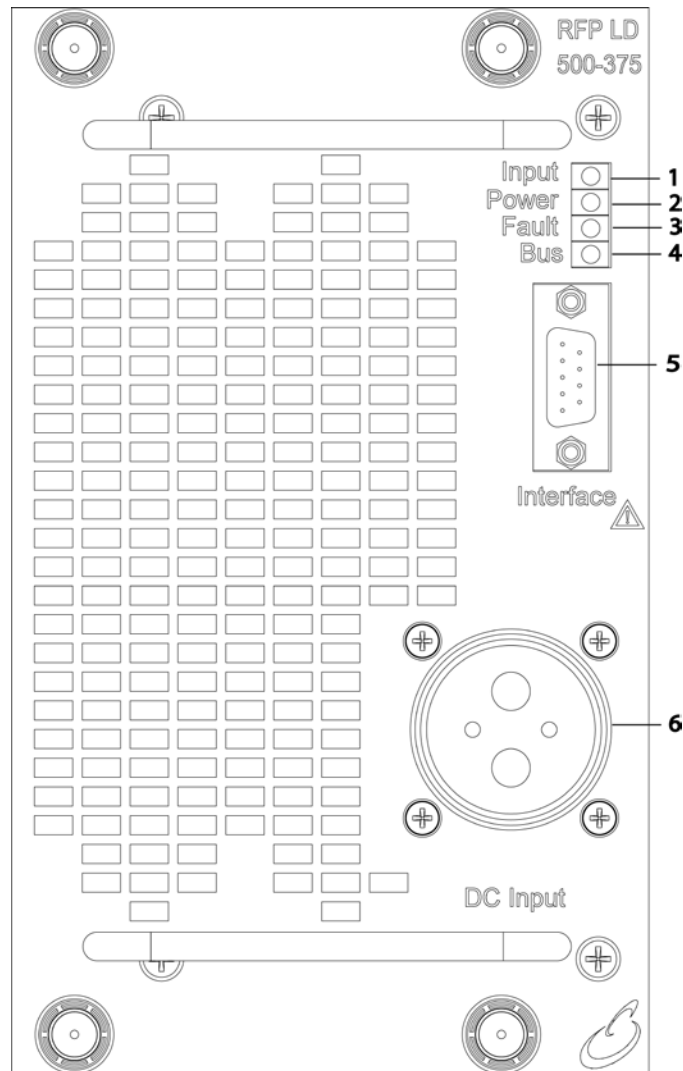 RFP LD
500-375
Input 1
Power 2
Fault 3
Bus 4
5
Interface
6
DC Input